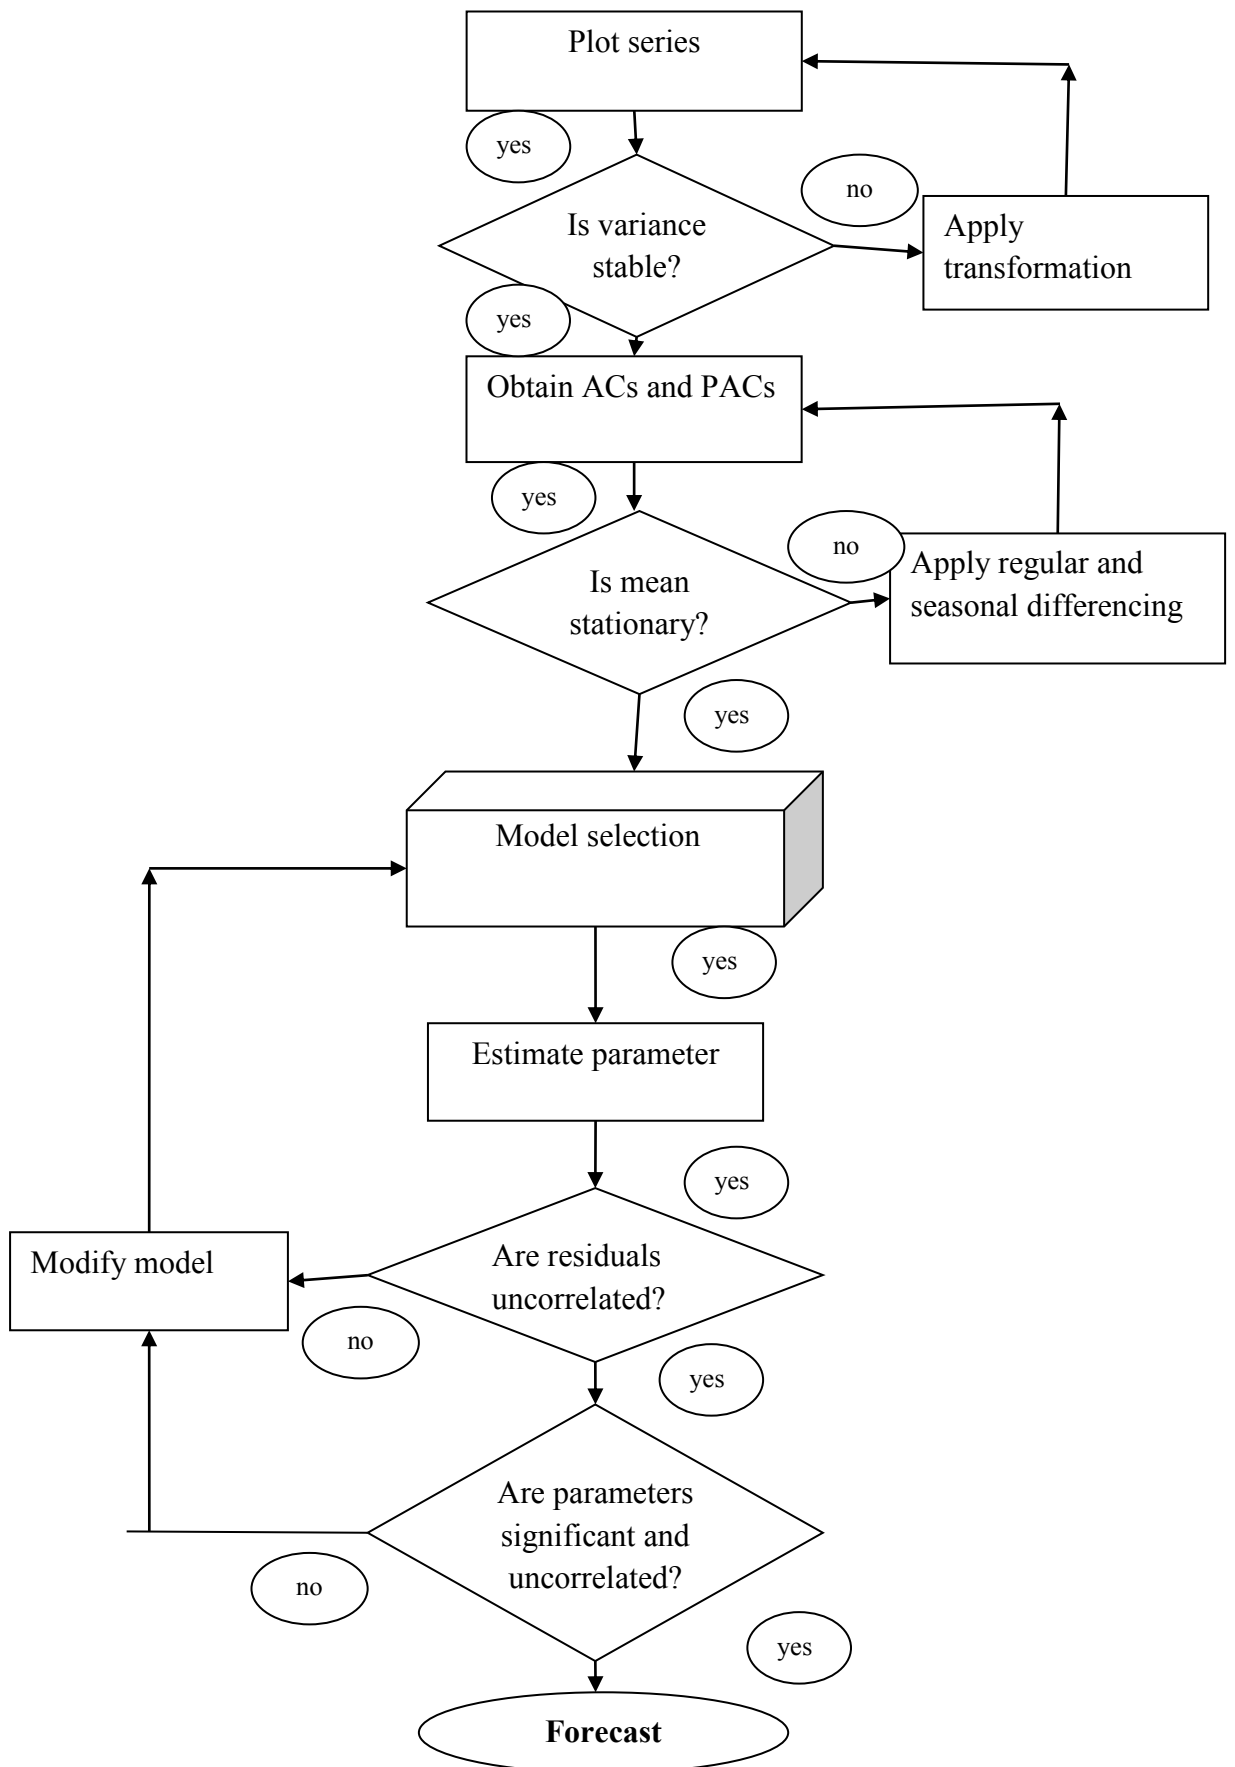 Plot series
yes
no
Is variance
stable?
Apply
transformation
yes
Obtain ACs and PACs
yes
no
Is mean
stationary?
Apply regular and
seasonal differencing
yes
Model selection
yes
Estimate parameter
yes
Are residuals
uncorrelated?
Modify model
no
yes
Are parameters
significant and
uncorrelated?
no
yes
Forecast